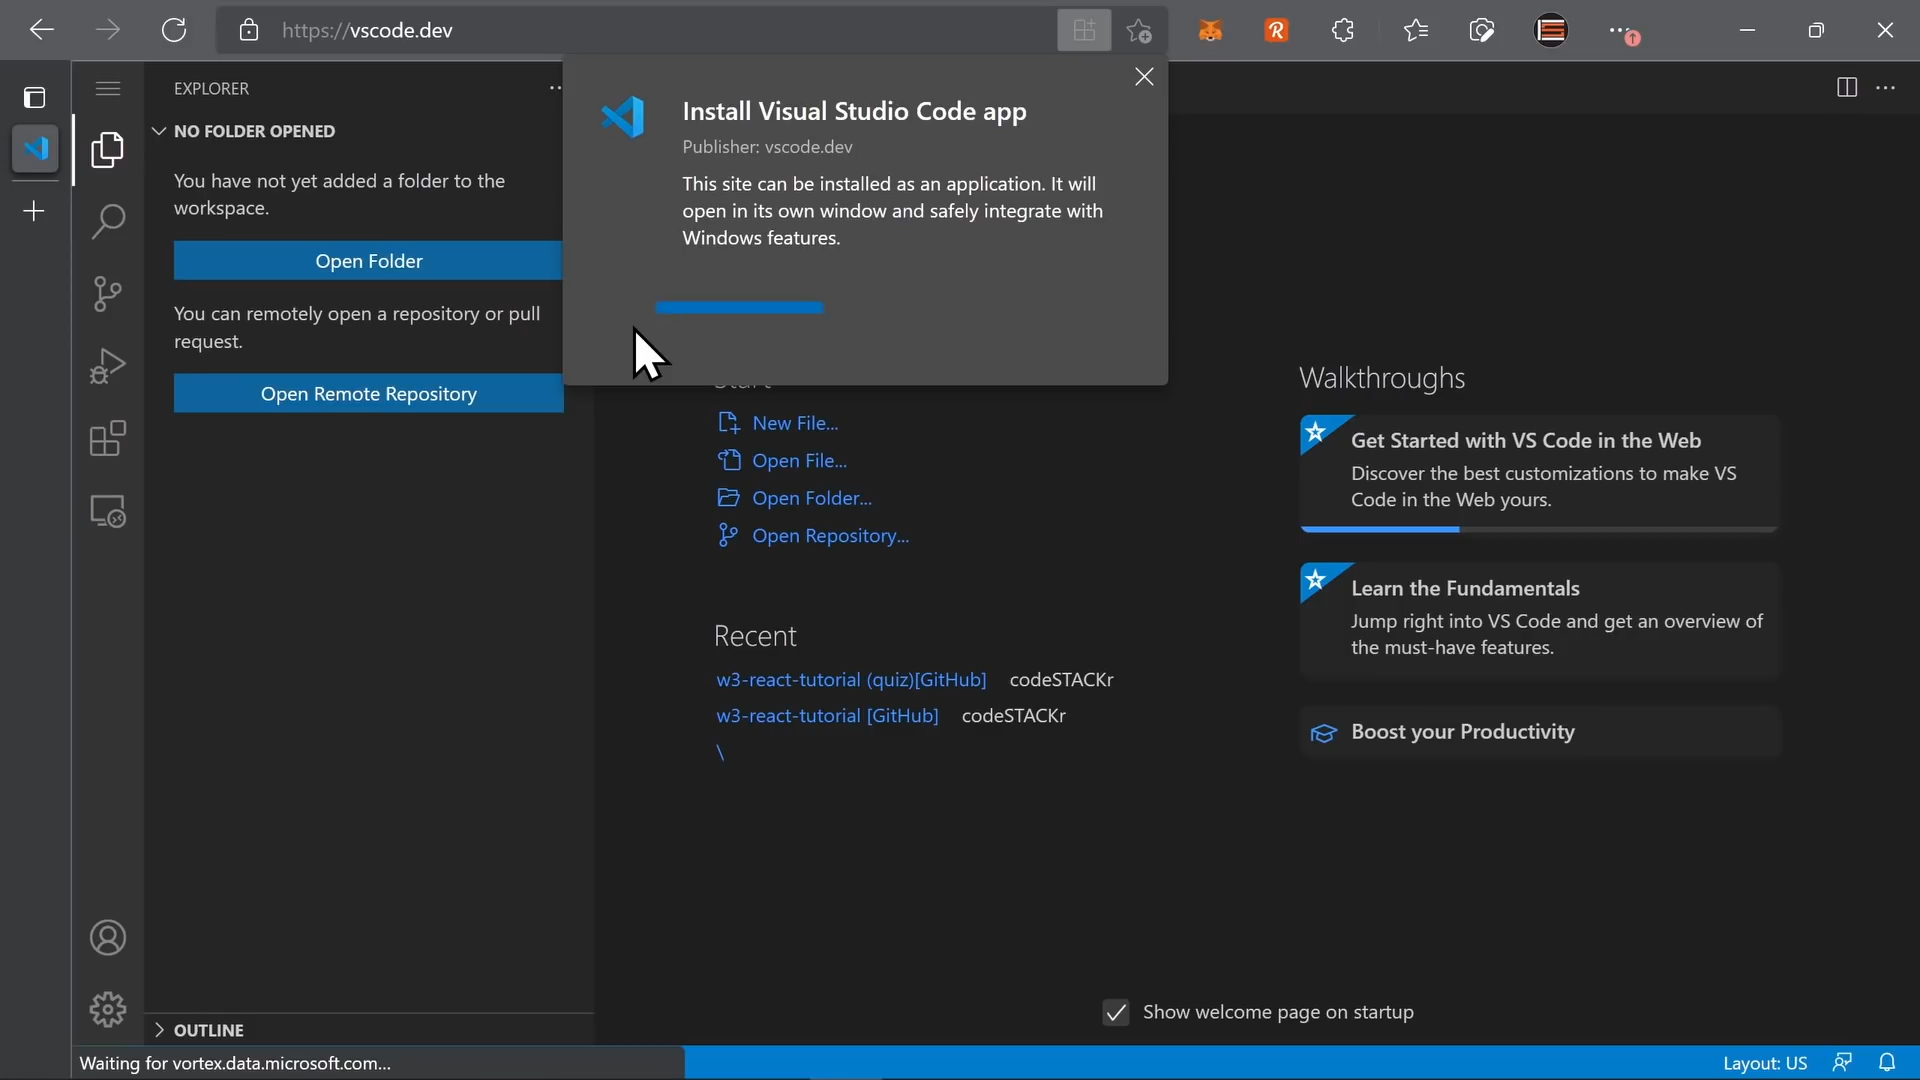 https://vscode.dev
EXPLORER
NO FOLDER OPENED
You have not yet added a folder to the
workspace.
Open Folder
You can remotely open a repository or pull
request.
Open Remote Repository
OUTLINE
Waiting for vortex.data.microsoft.com...
Install Visual Studio Code app
Publisher: vscode.dev
This site can be installed as an application. It will
open in its own window and safely integrate with
Windows features.
Start
New File...
Open File...
Open Folder...
Open Repository...
Recent
w3-react-tutorial (quiz)[GitHub] codeSTACKr
w3-react-tutorial [GitHub] codeSTACKr
\
Walkthroughs
Get Started with VS Code in the Web
Discover the best customizations to make VS
Code in the Web yours.
Learn the Fundamentals
Jump right into VS Code and get an overview of
the must-have features.
Boost your Productivity
Show welcome page on startup
Layout: US